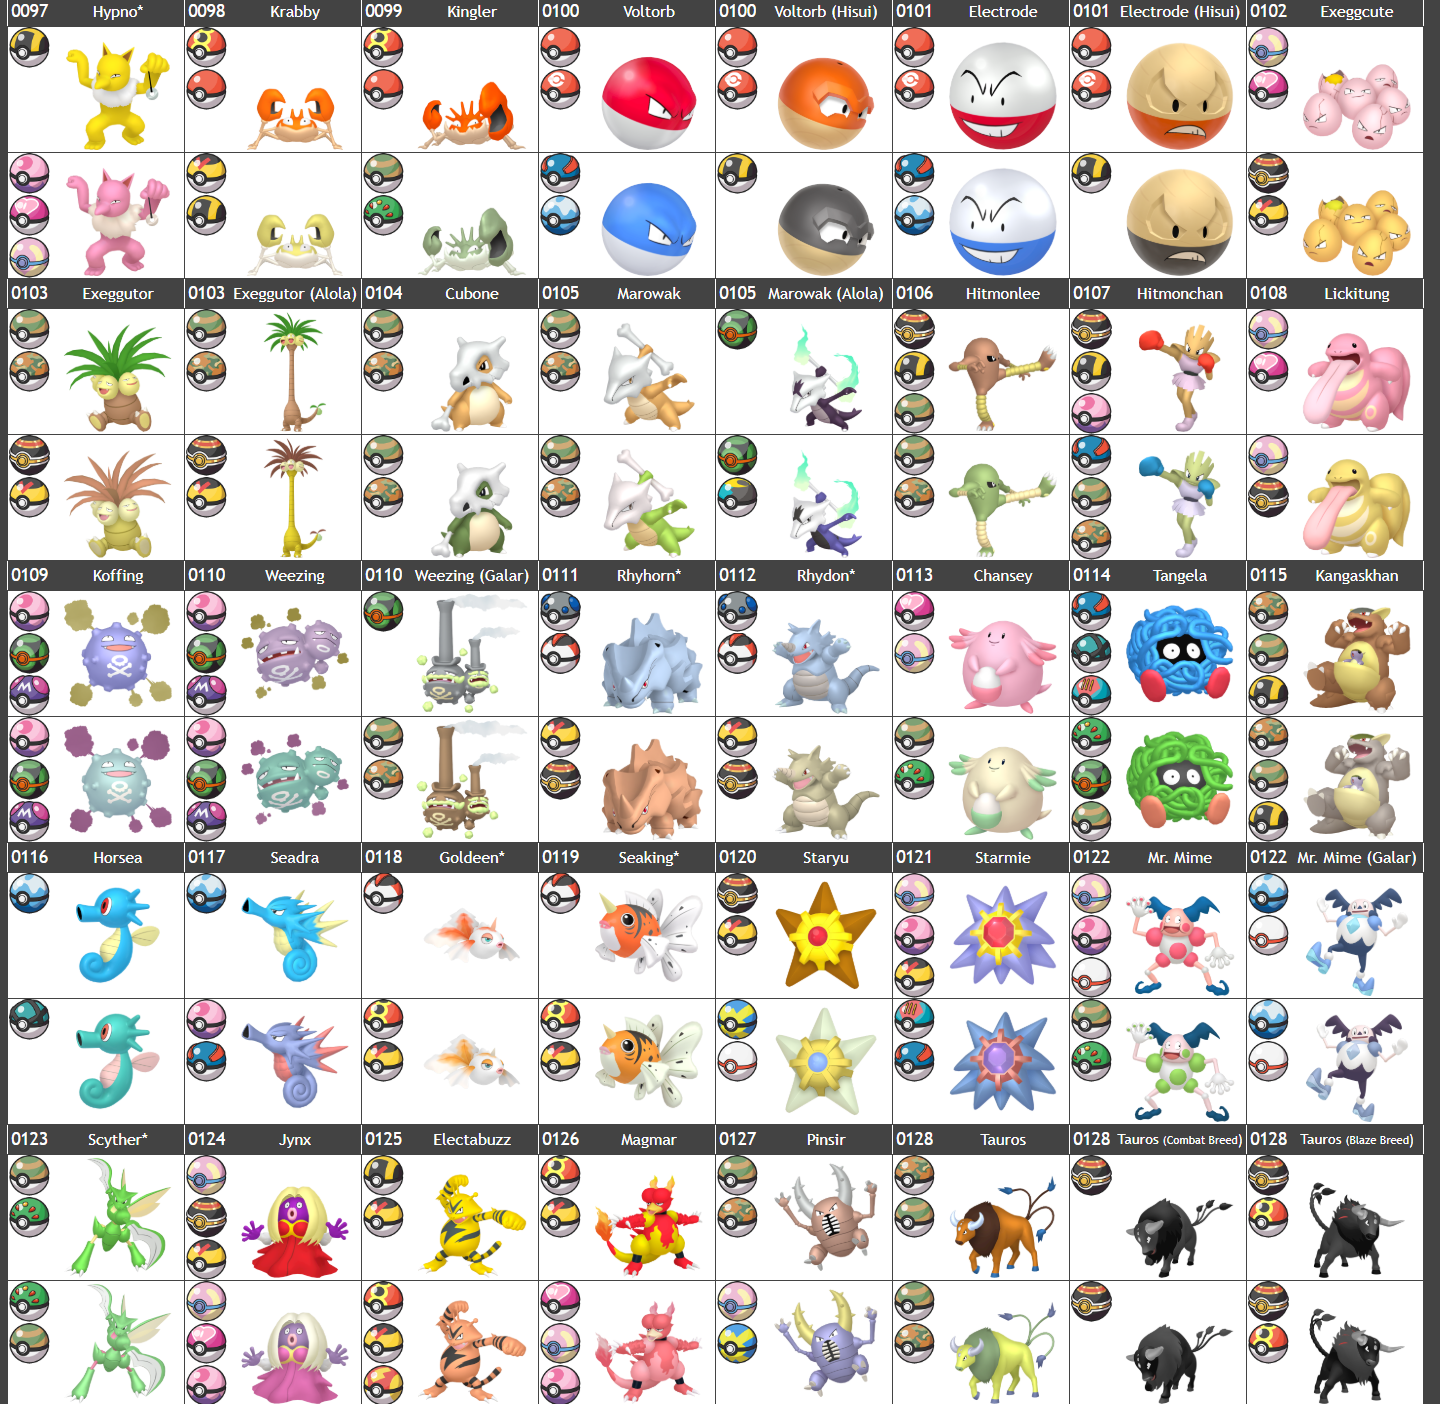 0097 Hypno* 0098 Krabby 0099 Kingler 0100 Voltorb 0100 Voltorb (Hisui) 0101 Electrode 0101 Electrode (Hisui) 0102 Exeggcute
0103 Exeggutor 0103 Exeggutor (Alola) 0104 Cubone 0105 Marowak 0105 Marowak (Alola) 0106 Hitmonlee 0107 Hitmonchan 0108 Lickitung
0109 Koffing 0110 Weezing 0110 Weezing (Galar) 0111 Rhyhorn* 0112 Rhydon* 0113 Chansey 0114 Tangela 0115 Kangaskhan
0116 Horsea 0117 Seadra 0118 Goldeen* 0119 Seaking* 0120 Staryu 0121 Starmie 0122 Mr. Mime 0122 Mr. Mime (Galar)
0123 Scyther* 0124 Jynx 0125 Electabuzz 0126 Magmar 0127 Pinsir 0128 Tauros 0128 Tauros (Combat Breed) 0128 Tauros (Blaze Breed)